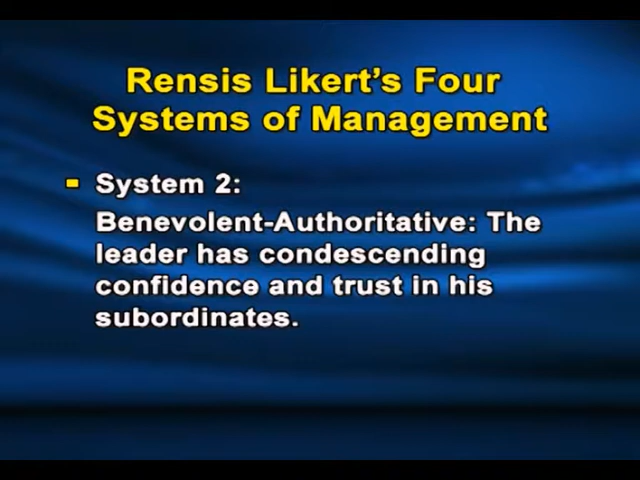 Rensis Likert's Four
Systems of Management
System 2:
Benevolent-Authoritative: The
leader has condescending
confidence and trust in his
subordinates.